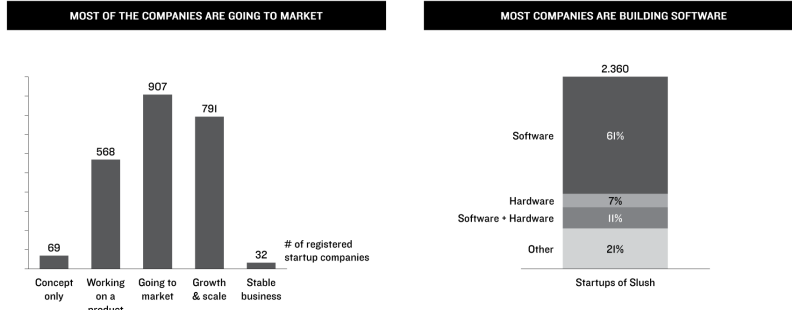 MOST OF THE COMPANIES ARE GOING TO MARKET
69
568
907
791
32
# of registered
startup companies
Concept
only
Working
on a
product
Going to
market
Growth
& scale
Stable
business
MOST COMPANIES ARE BUILDING SOFTWARE
2.360
Software
61%
Hardware
7%
Software + Hardware
11%
Other
21%
Startups of Slush